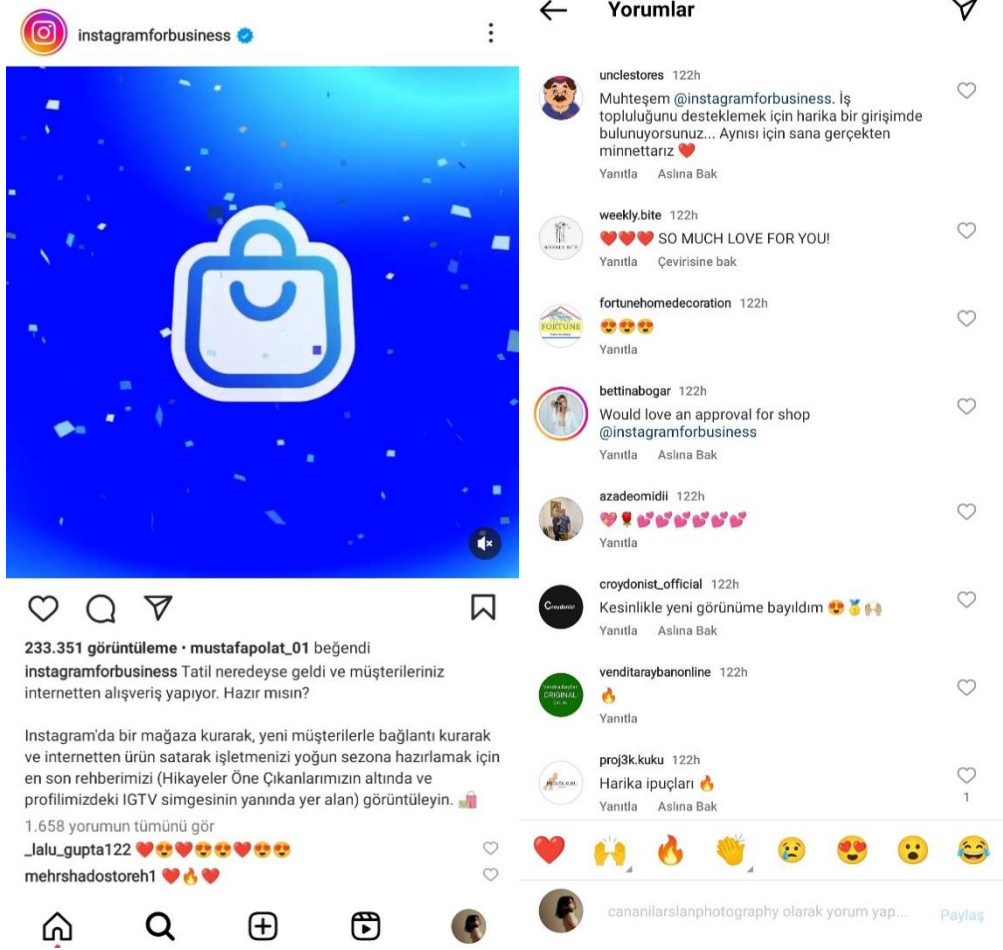 instagramforbusiness
233.351 görüntüleme • mustafapolat_01 beğendi
instagramforbusiness Tatil neredeyse geldi ve müşterileriniz
internetten alışveriş yapıyor. Hazır mısın?
Instagram'da bir mağaza kurarak, yeni müşterilerle bağlantı kurarak
ve internetten ürün satarak işletmenizi yoğun sezona hazırlamak için
en son rehberimizi (Hikayeler Öne Çıkanlarımızın altında ve
profilimizdeki IGTV simgesinin yanında yer alan) görüntüleyin. 🛍️
1.658 yorumun tümünü gör
_lalu_gupta122 ❤️😍❤️😍😍❤️😍😍
mehrshadostoreh1 ❤️🔥❤️
Yorumlar
unclestores 122h
Muhteşem @instagramforbusiness. İş
topluluğunu desteklemek için harika bir girişimde
bulunuyorsunuz... Aynısı için sana gerçekten
minnettarız ❤️
Yanıtla Aslına Bak
weekly.bite 122h
❤️❤️❤️ SO MUCH LOVE FOR YOU!
Yanıtla Çevirisine bak
WEEKLY BITE
fortunehomedecoration 122h
😍😍😍
Yanıtla
FORTUNE
bettinabogar 122h
Would love an approval for shop
@instagramforbusiness
Yanıtla Aslına Bak
azadeomidii 122h
💖🌹💕💕💕💕💕💕
Yanıtla
croydonist_official 122h
Kesinlikle yeni görünüme bayıldım 😍🥇🙌🏼
Yanıtla Aslına Bak
Croydonist
venditaraybanonline 122h
🔥
Yanıtla
ORIGINALI
proj3k.kuku 122h
Harika ipuçları 🔥
1
Yanıtla Aslına Bak
❤️ 🙌 🔥 👏 😢 😍 😮 😂
cananilarslanphotography olarak yorum yap... Paylaş